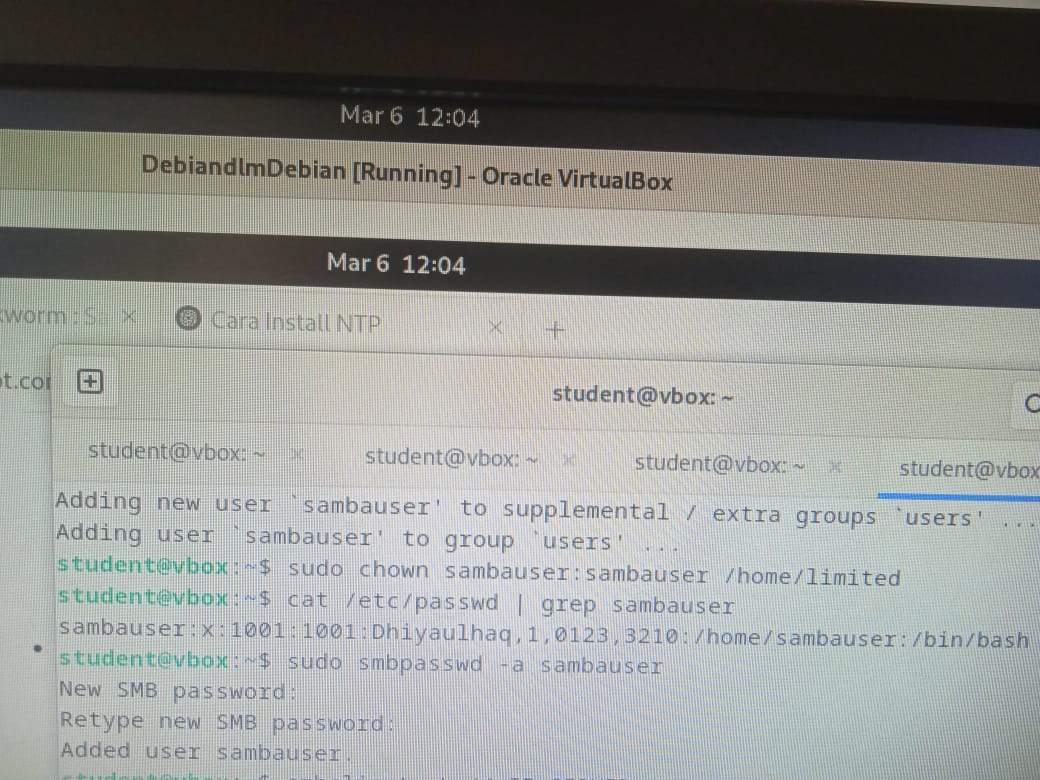 Mar 6 12:04
DebiandlmDebian [Running] - Oracle VirtualBox
Mar 6 12:04
worm : S
Cara Install NTP
student@vbox: ~
student@vbox: ~ student@vbox: ~ student@vbox: ~ student@vbox
Adding new user `sambauser' to supplemental / extra groups `users' ...
Adding user `sambauser' to group `users' ...
student@vbox:~$ sudo chown sambauser:sambauser /home/limited
student@vbox:~$ cat /etc/passwd | grep sambauser
sambauser:x:1001:1001:Dhiyaulhaq,1,0123,3210:/home/sambauser:/bin/bash
student@vbox:~$ sudo smbpasswd -a sambauser
New SMB password:
Retype new SMB password:
Added user sambauser.